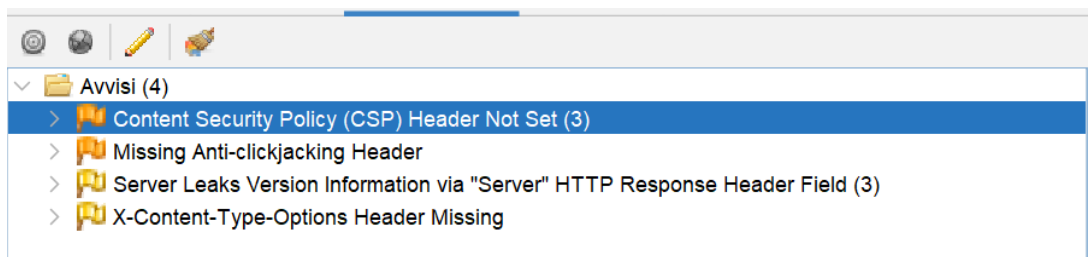 Avvisi (4)
Content Security Policy (CSP) Header Not Set (3)
Missing Anti-clickjacking Header
Server Leaks Version Information via "Server" HTTP Response Header Field (3)
X-Content-Type-Options Header Missing